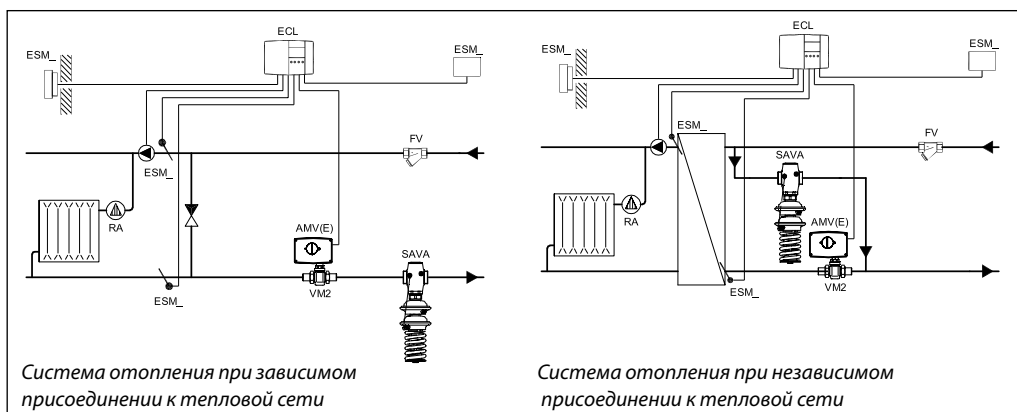 ECL
ESM_
ESM_
FV
ESM_
RA
AMV(E)
SAVA
ESM_
VM2
Система отопления при зависимом
присоединении к тепловой сети
ECL
ESM_
ESM_
ESM_
FV
SAVA
RA
AMV(E)
ESM_
VM2
Система отопления при независимом
присоединении к тепловой сети